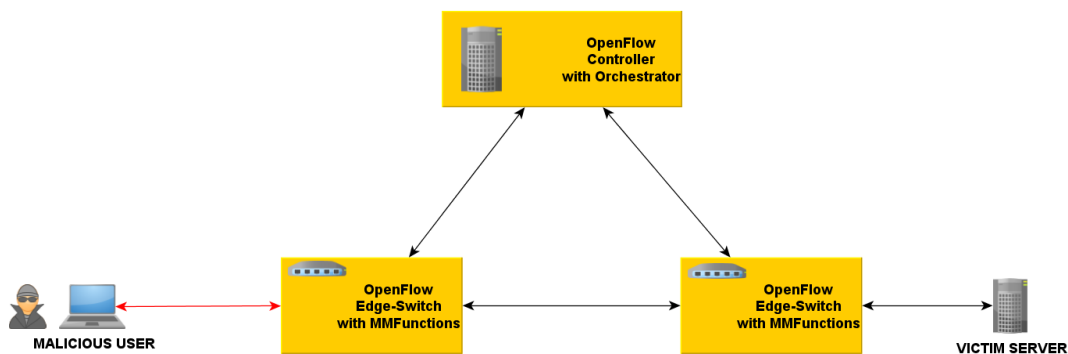 OpenFlow
Controller
with Orchestrator
OpenFlow
Edge-Switch
with MMFunctions
OpenFlow
Edge-Switch
with MMFunctions
MALICIOUS USER
VICTIM SERVER